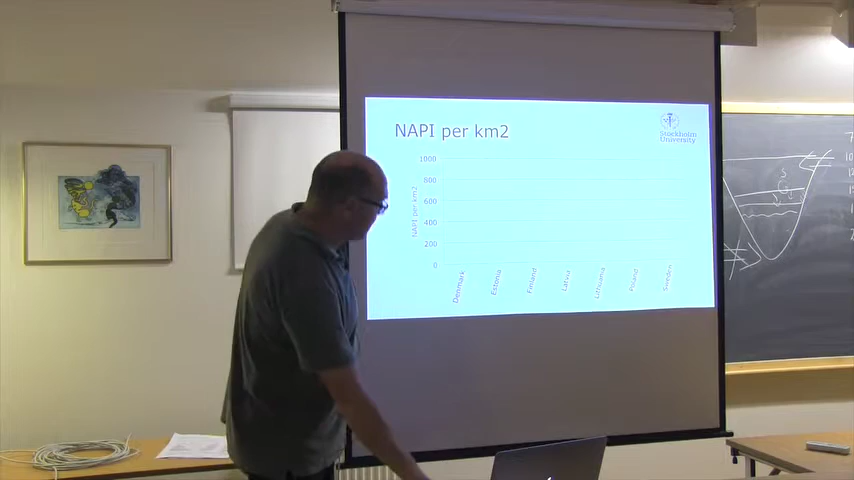 NAPI per km2
Stockholm
University
1000
800
600
400
200
0
NAPI per km2
Denmark
Estonia
Finland
Latvia
Lithuania
Poland
Sweden